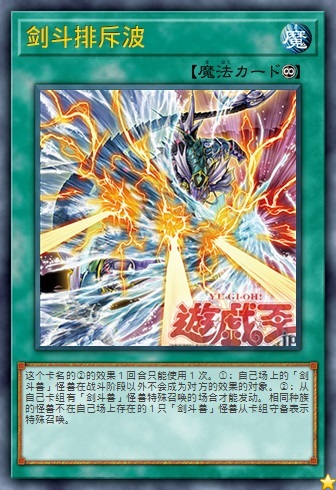 剑斗排斥波
魔
【魔法カード】
YU-GI-OH!
遊戯王
这个卡名的②的效果1回合只能使用1次。①：自己场上的「剑
斗兽」怪兽在战斗阶段以外不会成为对方的效果的对象。②：从
自己卡组有「剑斗兽」怪兽特殊召唤的场合才能发动。相同种族
的怪兽不在自己场上存在的1只「剑斗兽」怪兽从卡组守备表示
特殊召唤。